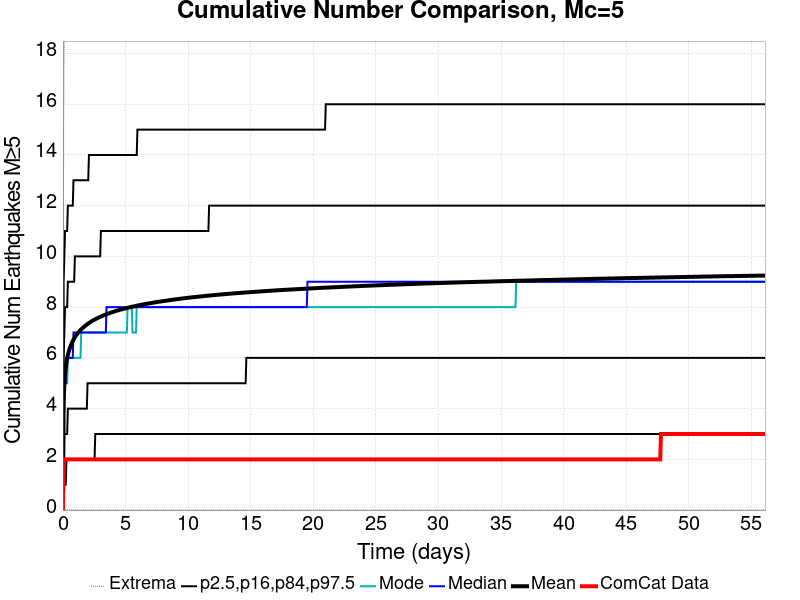 Cumulative Number Comparison, Mc=5
Cumulative Num Earthquakes M≥5
18
16
14
12
10
8
6
4
2
0
0 5 10 15 20 25 30 35 40 45 50 55
Time (days)
Extrema p2.5,p16,p84,p97.5 Mode Median Mean ComCat Data